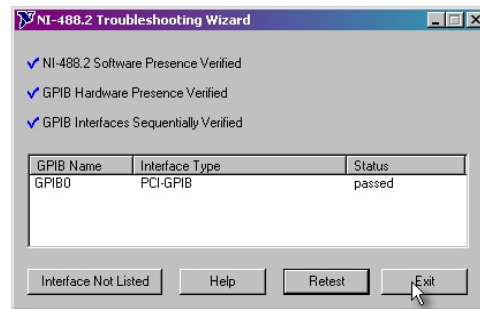 NI-488.2 Troubleshooting Wizard
NI-488.2 Software Presence Verified
GPIB Hardware Presence Verified
GPIB Interfaces Sequentially Verified
GPIB Name Interface Type Status
GPIB0 PCI-GPIB passed
Interface Not Listed Help Retest Exit